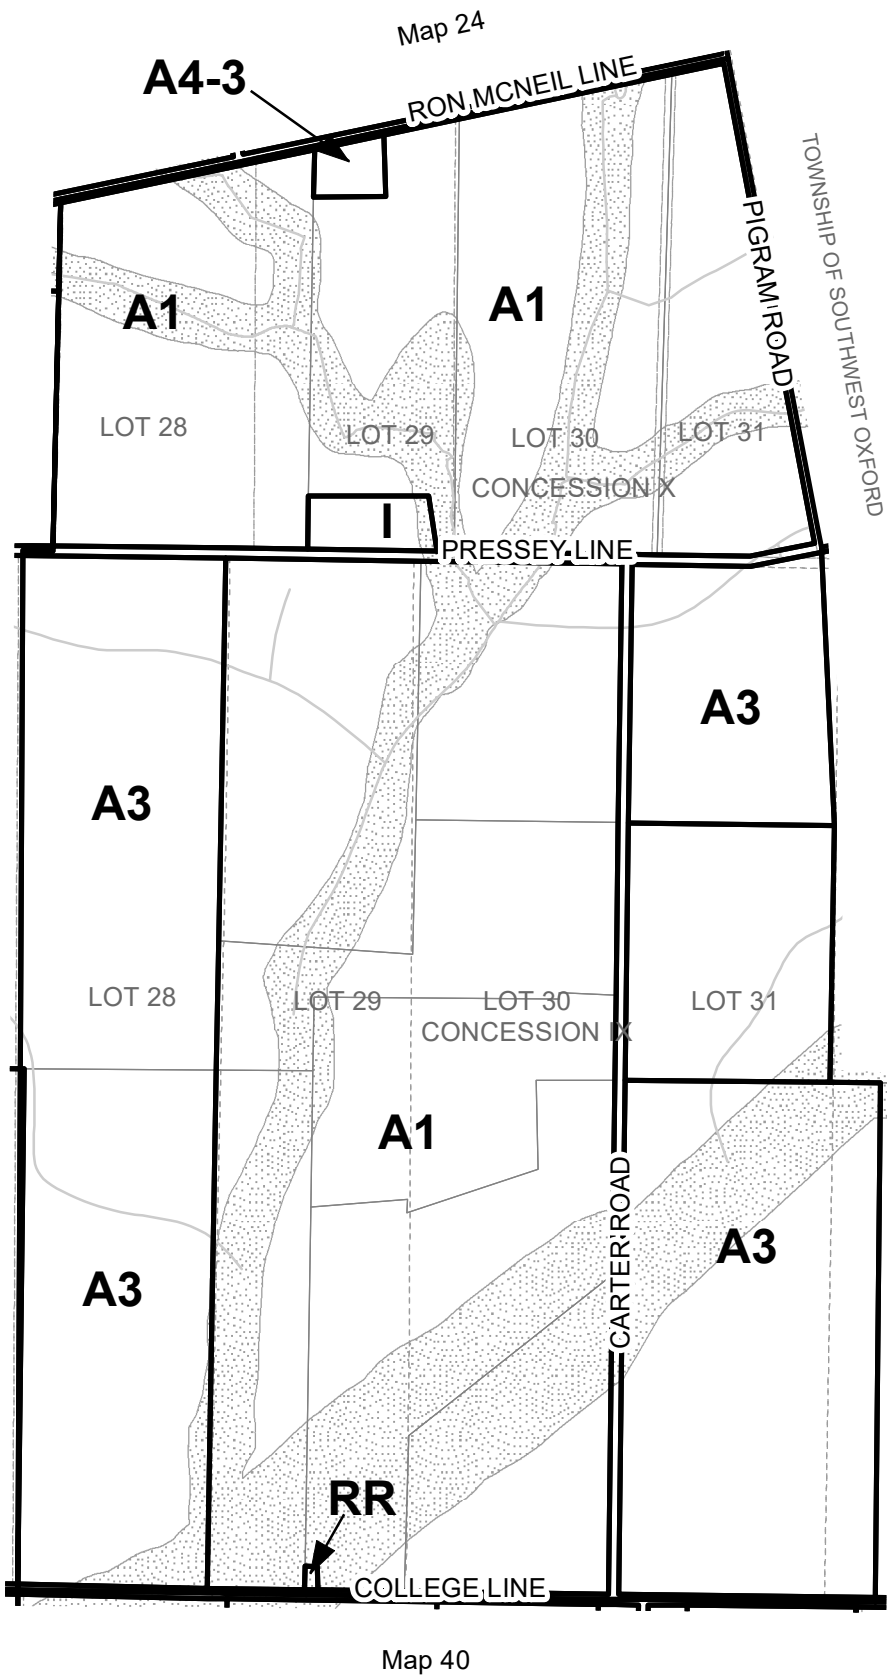 Map 24
A4-3
RON MCNEIL LINE
TOWNSHIP OF SOUTHWEST OXFORD
PIGRAM ROAD
A1
A1
LOT 28
LOT 29
LOT 30
LOT 31
CONCESSION X
I
PRESSEY LINE
A3
A3
LOT 28
LOT 29
LOT 30
LOT 31
CONCESSION IX
A1
CARTER ROAD
A3
A3
RR
COLLEGE LINE
Map 40